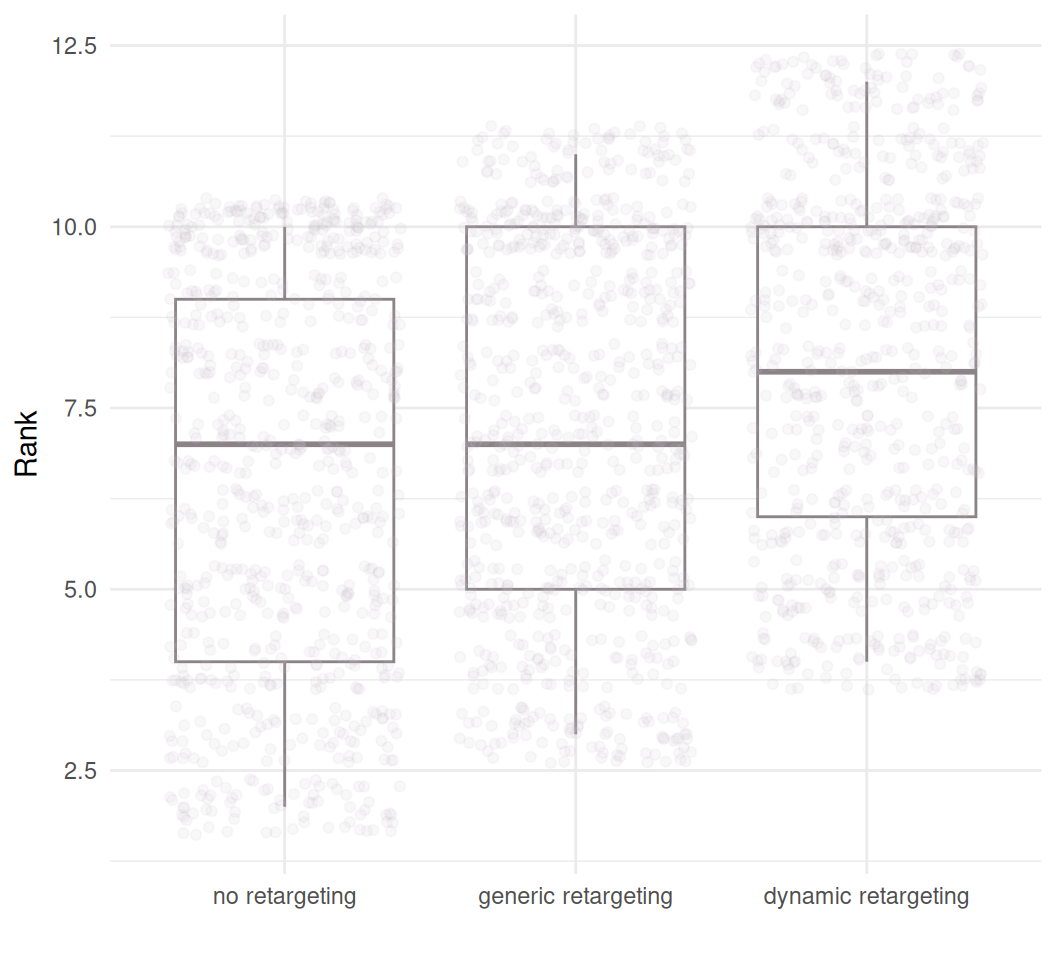 12.5
10.0
7.5
5.0
2.5
Rank
no retargeting
generic retargeting
dynamic retargeting